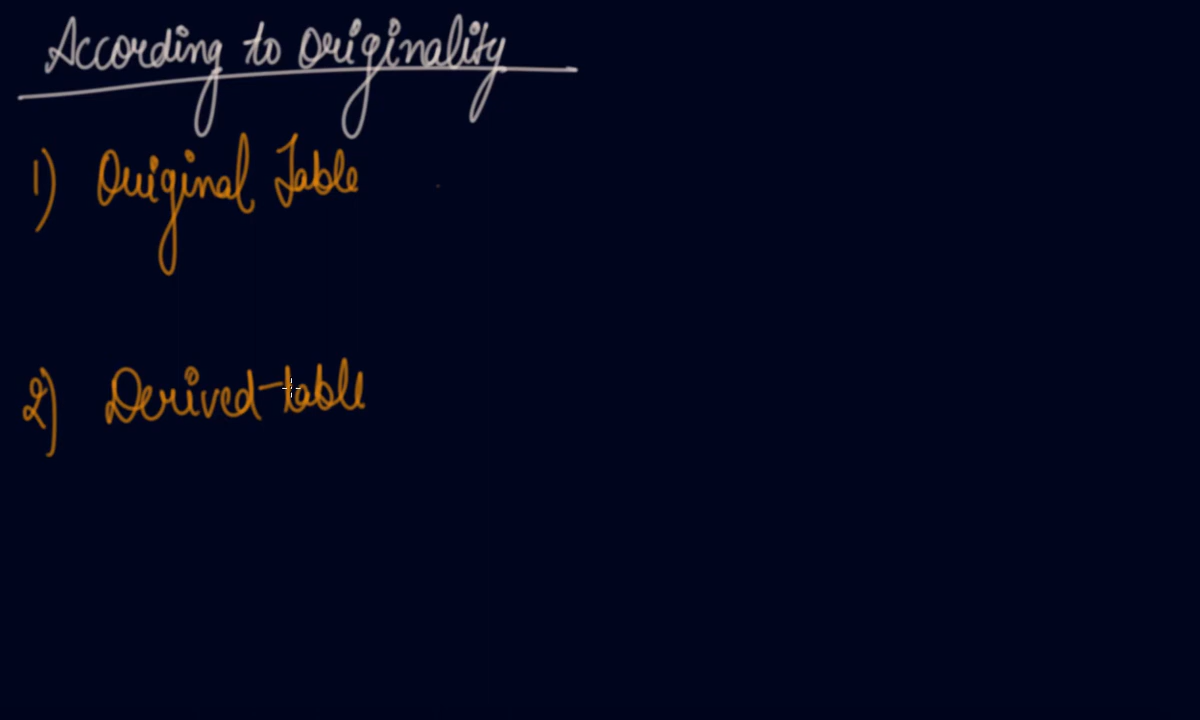 According to Originality
1) Original Table
2) Derived table